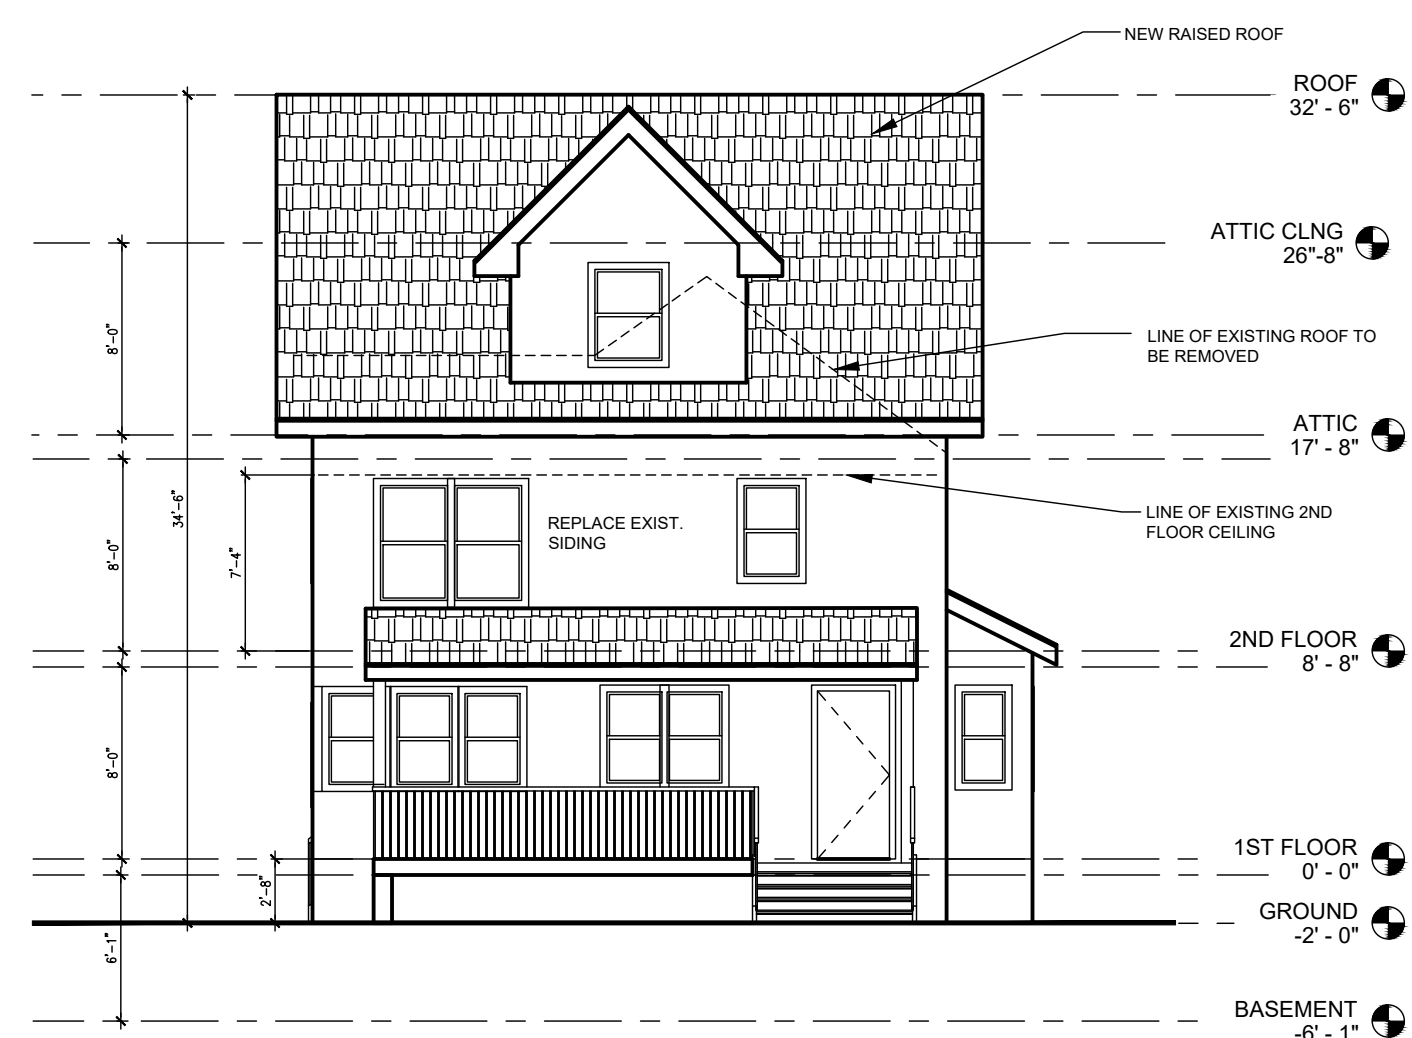 NEW RAISED ROOF
ROOF
32' - 6"
ATTIC CLNG
26"-8"
8'-0"
LINE OF EXISTING ROOF TO
BE REMOVED
ATTIC
17' - 8"
34'-6"
8'-0"
7'-4"
REPLACE EXIST.
SIDING
LINE OF EXISTING 2ND
FLOOR CEILING
2ND FLOOR
8' - 8"
8'-0"
1ST FLOOR
0' - 0"
2'-8"
GROUND
-2' - 0"
6'-1"
BASEMENT
-6' - 1"